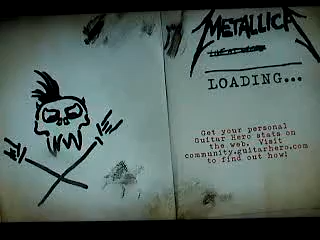 METALLICA
LOADING...
Get your personal
Guitar Hero stats on
the web. Visit
community.guitarhero.com
to find out how!